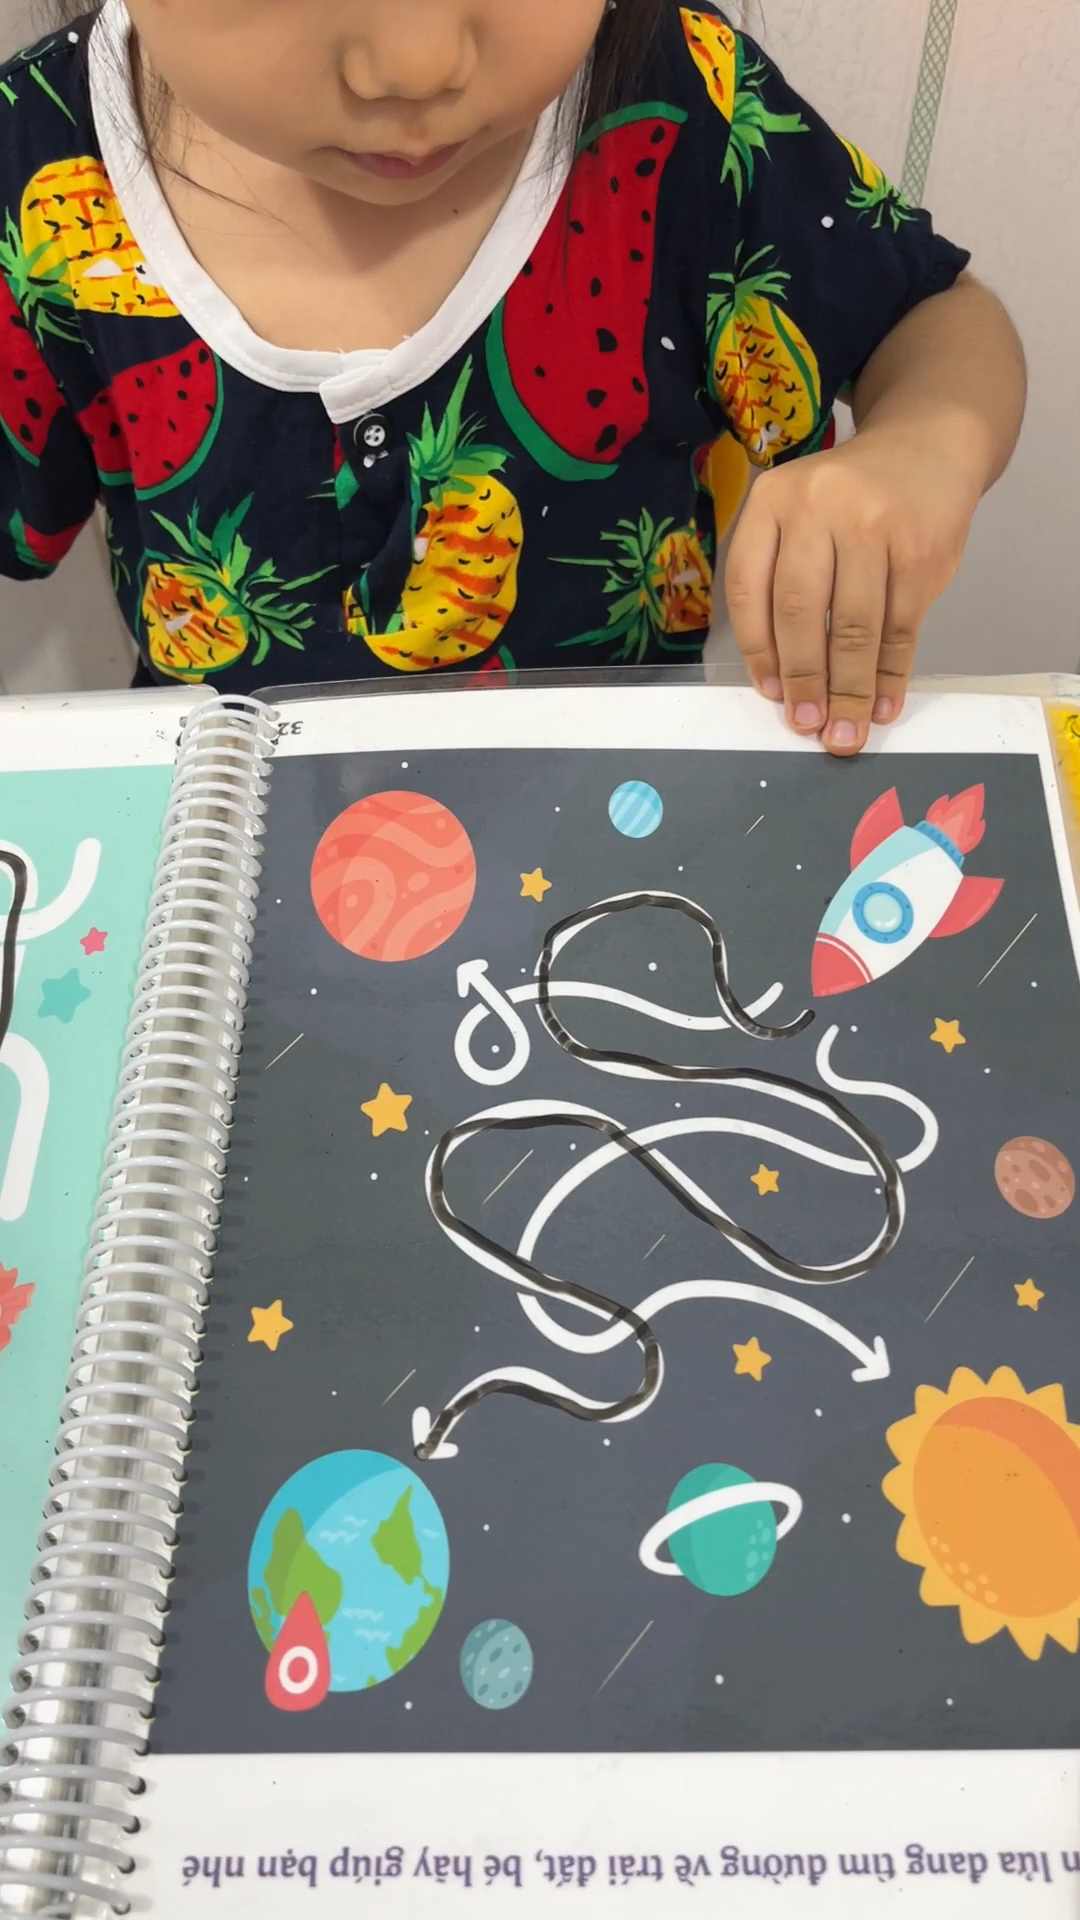 32
lửa đang tìm đường về trái đất, bé hãy giúp bạn nhé